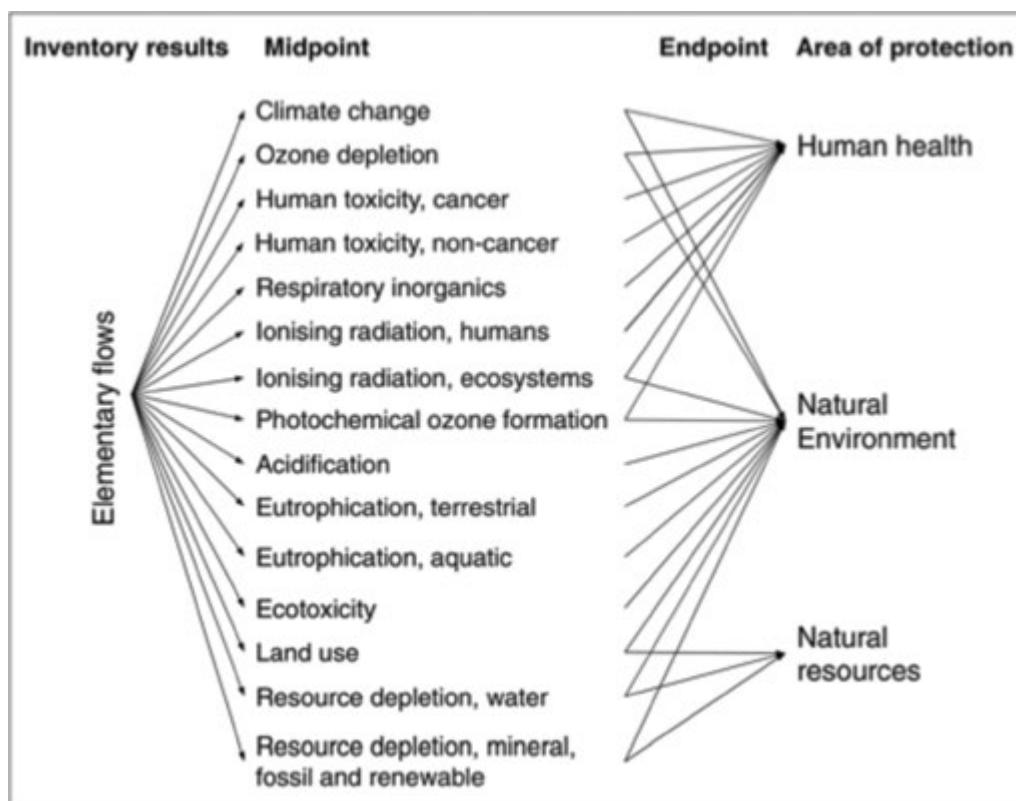 Inventory results Midpoint Endpoint Area of protection
Elementary flows
Climate change
Ozone depletion
Human toxicity, cancer
Human toxicity, non-cancer
Respiratory inorganics
Ionising radiation, humans
Ionising radiation, ecosystems
Photochemical ozone formation
Acidification
Eutrophication, terrestrial
Eutrophication, aquatic
Ecotoxicity
Land use
Resource depletion, water
Resource depletion, mineral,
fossil and renewable
Human health
Natural
Environment
Natural
resources